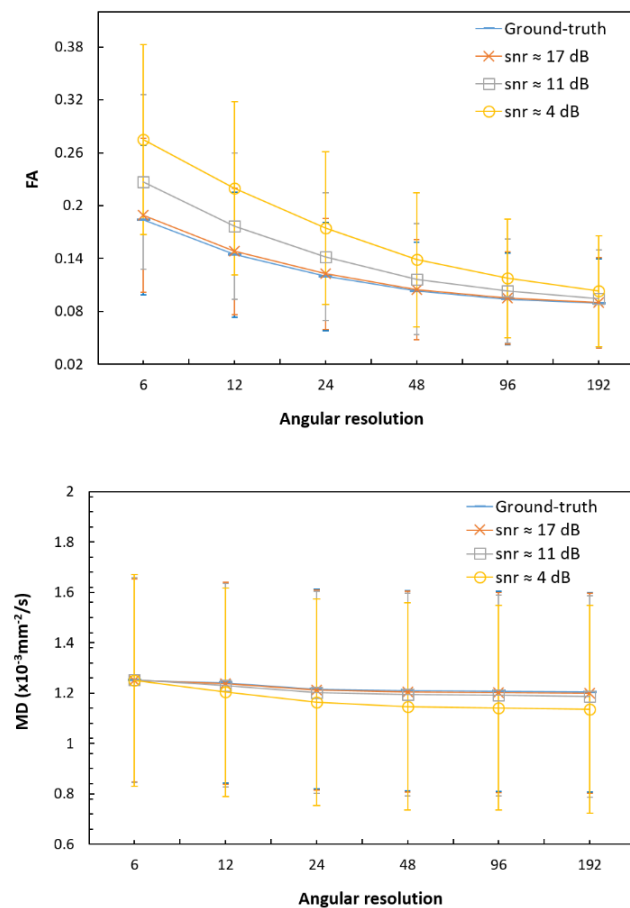 0.38
0.32
0.26
0.2
0.14
0.08
0.02
FA
Ground-truth
snr ≈ 17 dB
snr ≈ 11 dB
snr ≈ 4 dB
6 12 24 48 96 192
Angular resolution
2
1.8
1.6
1.4
1.2
1
0.8
0.6
MD (x10⁻³mm⁻²/s)
Ground-truth
snr ≈ 17 dB
snr ≈ 11 dB
snr ≈ 4 dB
6 12 24 48 96 192
Angular resolution